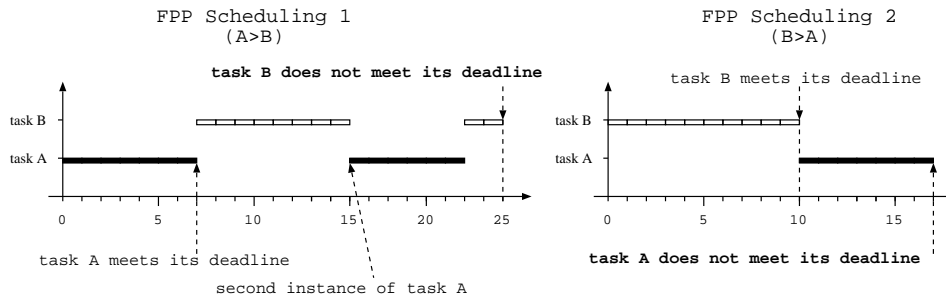 FPP Scheduling 1
(A>B)
task B does not meet its deadline
task B
task A
0 5 10 15 20 25
task A meets its deadline
second instance of task A
FPP Scheduling 2
(B>A)
task B meets its deadline
task B
task A
0 5 10 15
task A does not meet its deadline